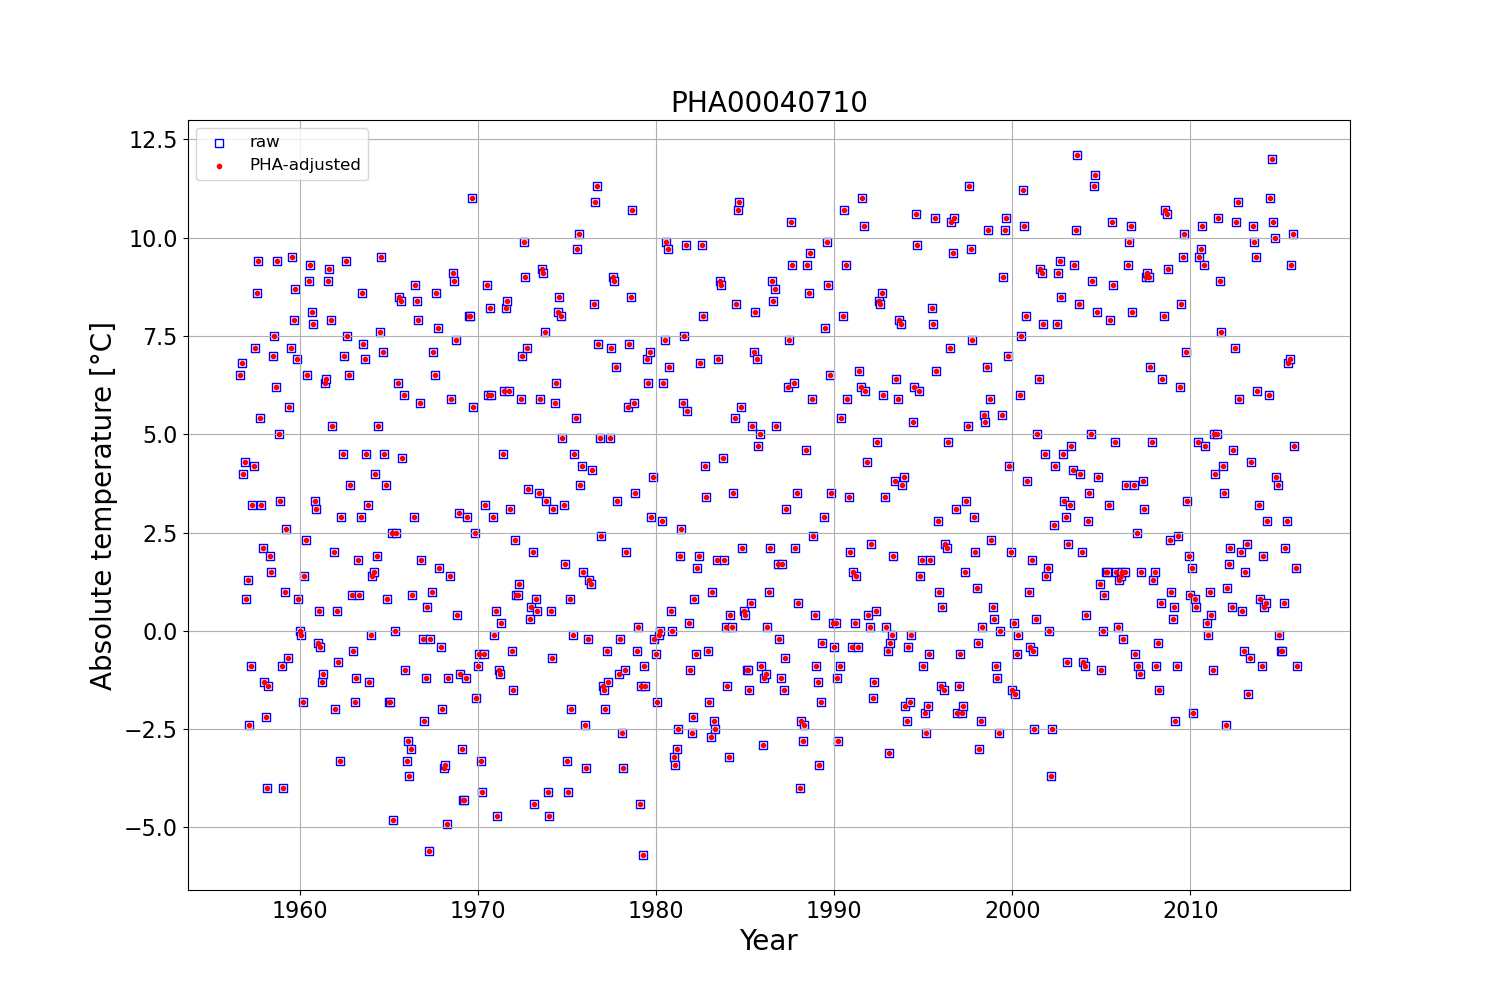 PHA00040710
raw
PHA-adjusted
12.5
10.0
7.5
5.0
2.5
0.0
−2.5
−5.0
Absolute temperature [°C]
1960 1970 1980 1990 2000 2010
Year